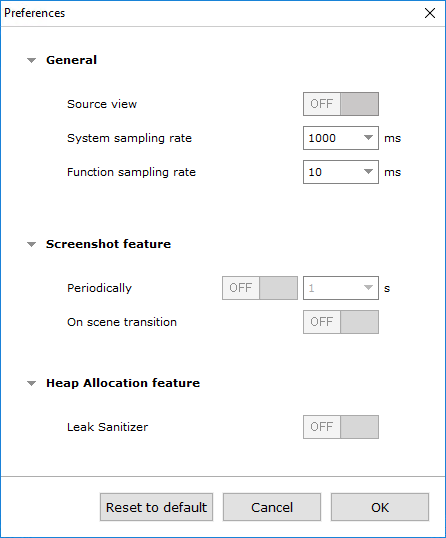 Preferences
General
Source view OFF
System sampling rate 1000 ms
Function sampling rate 10 ms
Screenshot feature
Periodically OFF 1 s
On scene transition OFF
Heap Allocation feature
Leak Sanitizer OFF
Reset to default Cancel OK